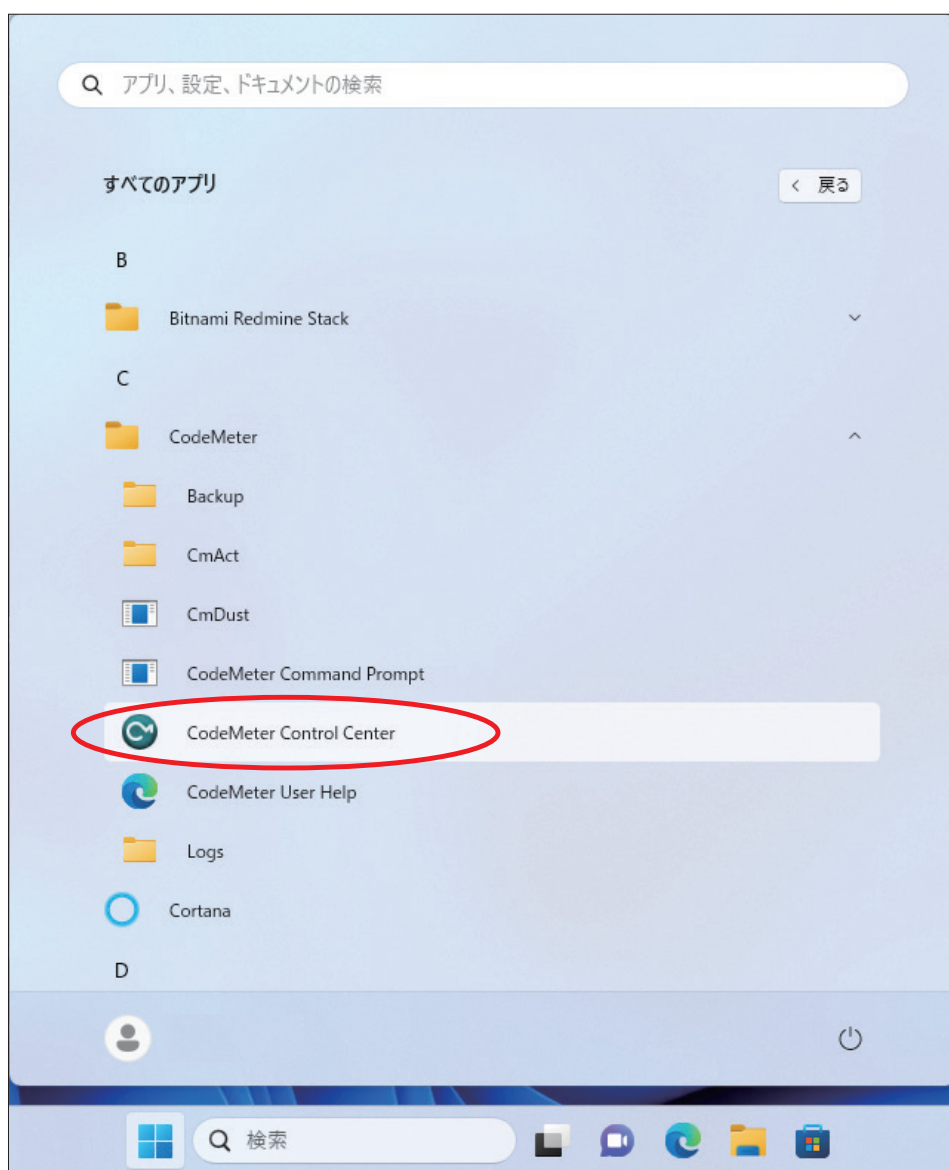 アプリ、設定、ドキュメントの検索
すべてのアプリ
戻る
B
Bitnami Redmine Stack
C
CodeMeter
Backup
CmAct
CmDust
CodeMeter Command Prompt
CodeMeter Control Center
CodeMeter User Help
Logs
Cortana
D
検索